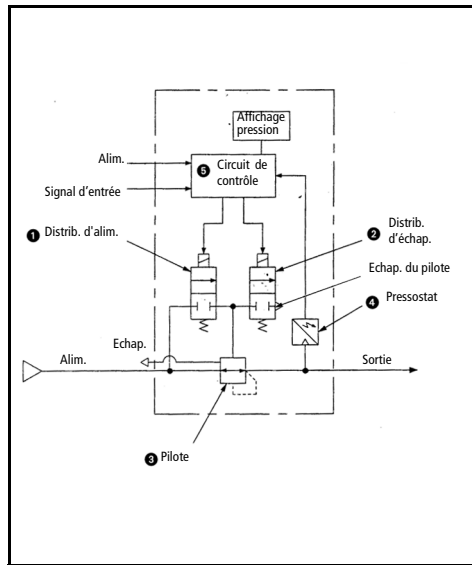 Affichage
pression
Alim.
❺ Circuit de
contrôle
Signal d'entrée
❶ Distrib. d'alim.
❷ Distrib.
d'échap.
Echap. du pilote
❹ Pressostat
Echap.
Alim.
Sortie
❸ Pilote